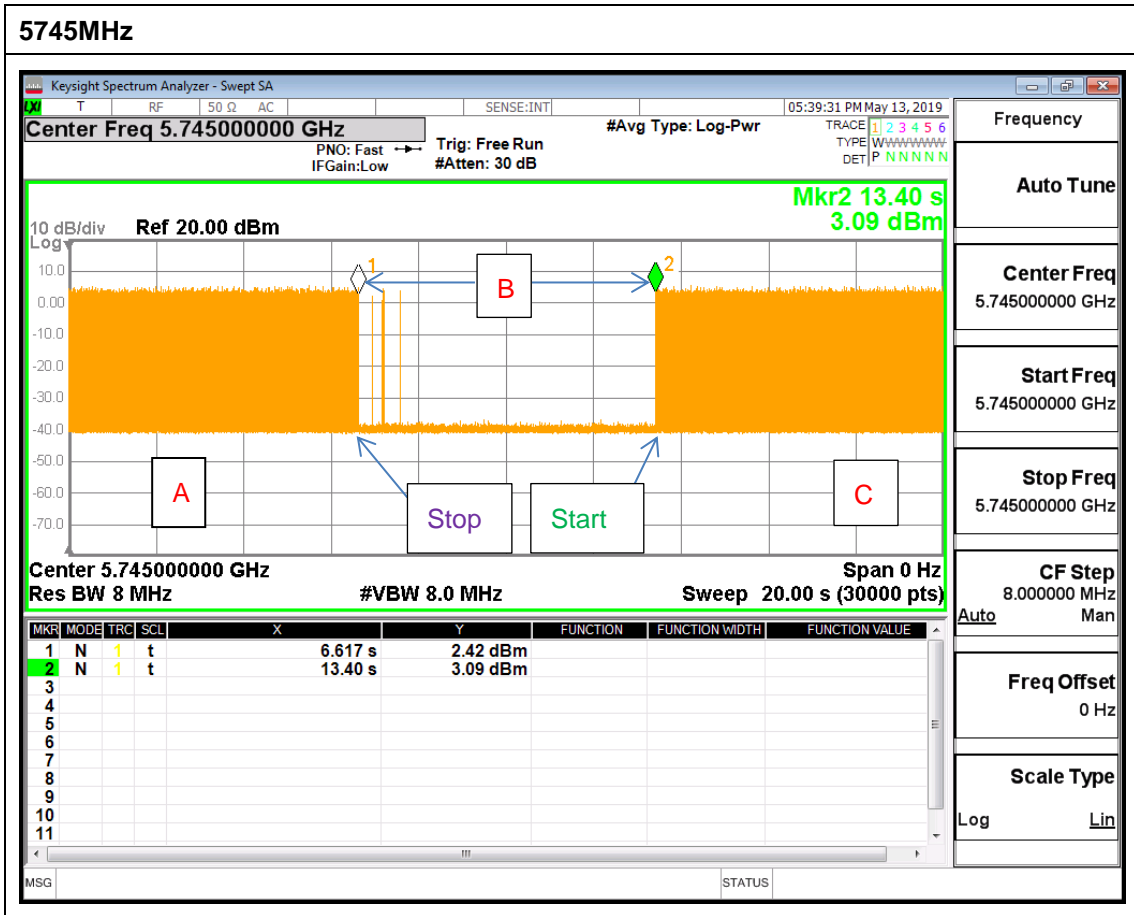 5745MHz
Keysight Spectrum Analyzer - Swept SA
LXI T RF 50 Ω AC SENSE:INT 05:39:31 PM May 13, 2019
Center Freq 5.745000000 GHz
PNO: Fast
IFGain:Low
Trig: Free Run
#Atten: 30 dB
#Avg Type: Log-Pwr
TRACE 1 2 3 4 5 6
TYPE WWWWWW
DET P N N N N N
Mkr2 13.40 s
3.09 dBm
10 dB/div Ref 20.00 dBm
Log
10.0
0.00
-10.0
-20.0
-30.0
-40.0
-50.0
-60.0
-70.0
1
2
B
A
C
Stop
Start
Center 5.745000000 GHz Span 0 Hz
Res BW 8 MHz #VBW 8.0 MHz Sweep 20.00 s (30000 pts)
MKR MODE TRC SCL X Y FUNCTION FUNCTION WIDTH FUNCTION VALUE
1 N 1 t 6.617 s 2.42 dBm
2 N 1 t 13.40 s 3.09 dBm
3
4
5
6
7
8
9
10
11
MSG STATUS
Frequency
Auto Tune
Center Freq
5.745000000 GHz
Start Freq
5.745000000 GHz
Stop Freq
5.745000000 GHz
CF Step
8.000000 MHz
Auto Man
Freq Offset
0 Hz
Scale Type
Log Lin